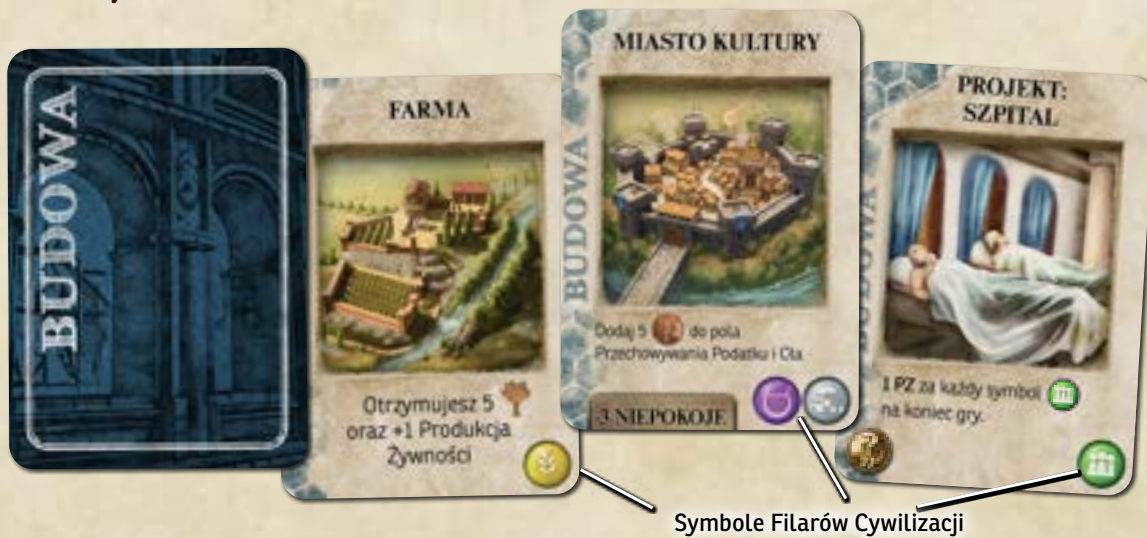 BUDOWA
FARMA
Otrzymujesz 5
oraz +1 Produkcja
Żywności
BUDOWA
MIASTO KULTURY
Dodaj 5 do pola
Przechowywania Podatku i Cła
3 NIEPOKOJE
BUDOWA
PROJEKT:
SZPITAL
1 PZ za każdy symbol
na koniec gry.
Symbole Filarów Cywilizacji